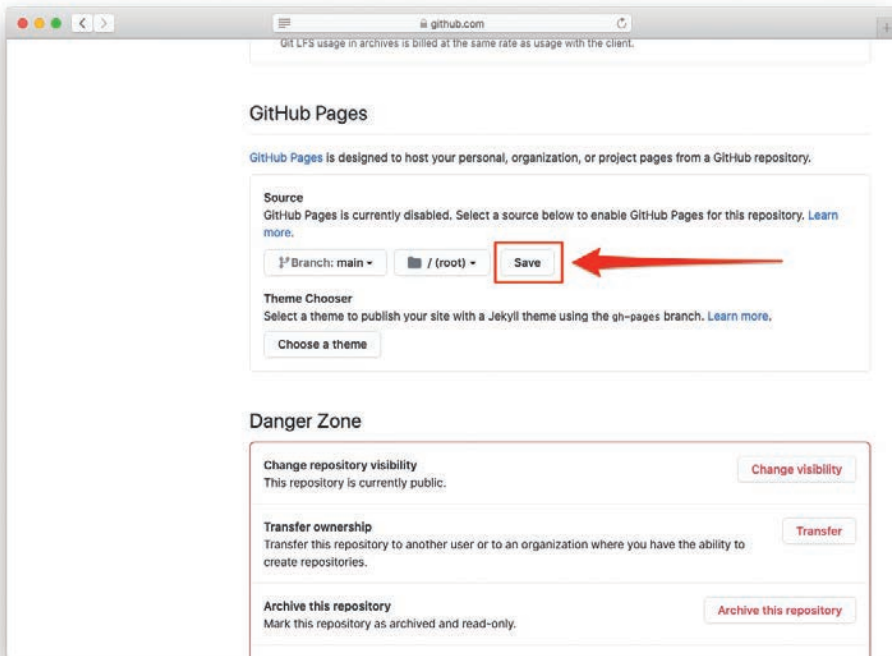 github.com
Git LFS usage in archives is billed at the same rate as usage with the client.
GitHub Pages
GitHub Pages is designed to host your personal, organization, or project pages from a GitHub repository.
Source
GitHub Pages is currently disabled. Select a source below to enable GitHub Pages for this repository. Learn
more.
Branch: main
/ (root)
Save
Theme Chooser
Select a theme to publish your site with a Jekyll theme using the gh-pages branch. Learn more.
Choose a theme
Danger Zone
Change repository visibility
This repository is currently public.
Change visibility
Transfer ownership
Transfer this repository to another user or to an organization where you have the ability to
create repositories.
Transfer
Archive this repository
Mark this repository as archived and read-only.
Archive this repository